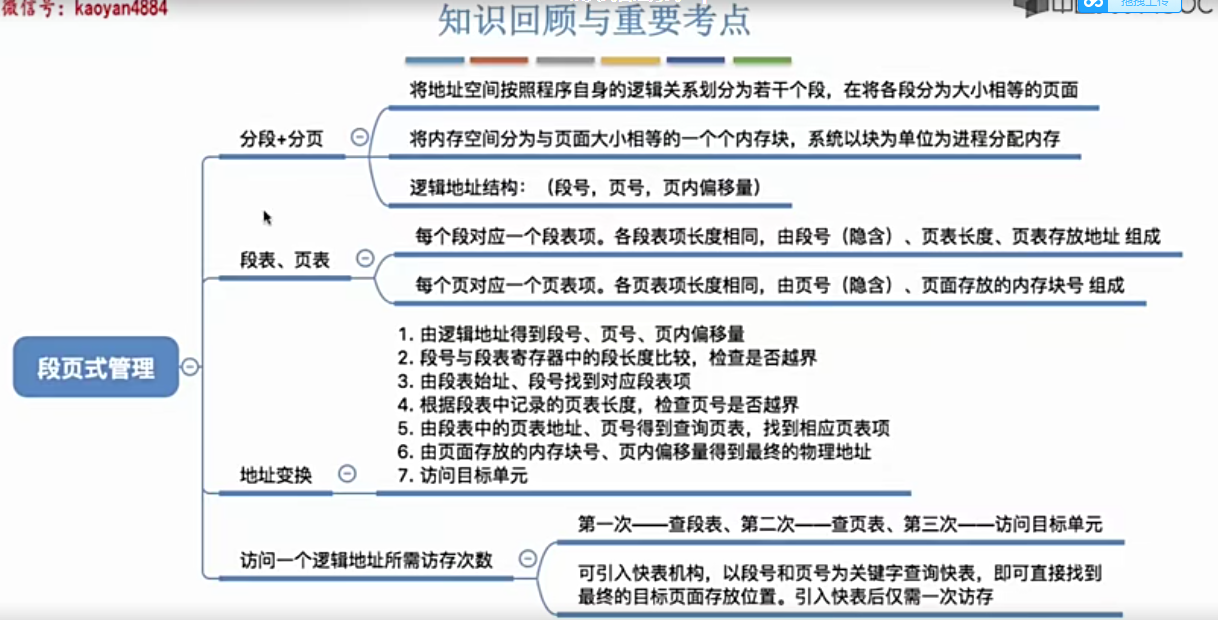 微信号：kaoyan4884
知识回顾与重要考点
拖拽上传
将地址空间按照程序自身的逻辑关系划分为若干个段，在将各段分为大小相等的页面
分段+分页
将内存空间分为与页面大小相等的一个个内存块，系统以块为单位为进程分配内存
逻辑地址结构：（段号，页号，页内偏移量）
每个段对应一个段表项。各段表项长度相同，由段号（隐含）、页表长度、页表存放地址 组成
段表、页表
每个页对应一个页表项。各页表项长度相同，由页号（隐含）、页面存放的内存块号 组成
段页式管理
1. 由逻辑地址得到段号、页号、页内偏移量
2. 段号与段表寄存器中的段长度比较，检查是否越界
3. 由段表始址、段号找到对应段表项
4. 根据段表中记录的页表长度，检查页号是否越界
5. 由段表中的页表地址、页号得到查询页表，找到相应页表项
6. 由页面存放的内存块号、页内偏移量得到最终的物理地址
地址变换
7. 访问目标单元
第一次——查段表、第二次——查页表、第三次——访问目标单元
访问一个逻辑地址所需访存次数
可引入快表机构，以段号和页号为关键字查询快表，即可直接找到
最终的目标页面存放位置。引入快表后仅需一次访存